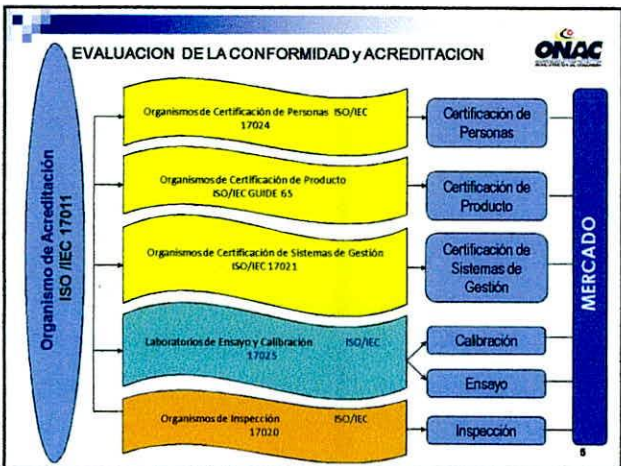 EVALUACION DE LA CONFORMIDAD y ACREDITACION
ONAC
Organismo de Acreditación
ISO /IEC 17011
Organismos de Certificación de Personas ISO/IEC
17024
Certificación de
Personas
Organismos de Certificación de Producto
ISO/IEC GUIDE 65
Certificación de
Producto
Organismos de Certificación de Sistemas de Gestión
ISO/IEC 17021
Certificación de
Sistemas de
Gestión
Laboratorios de Ensayo y Calibración ISO/IEC
17025
Calibración
Ensayo
Organismos de Inspección ISO/IEC
17020
Inspección
MERCADO